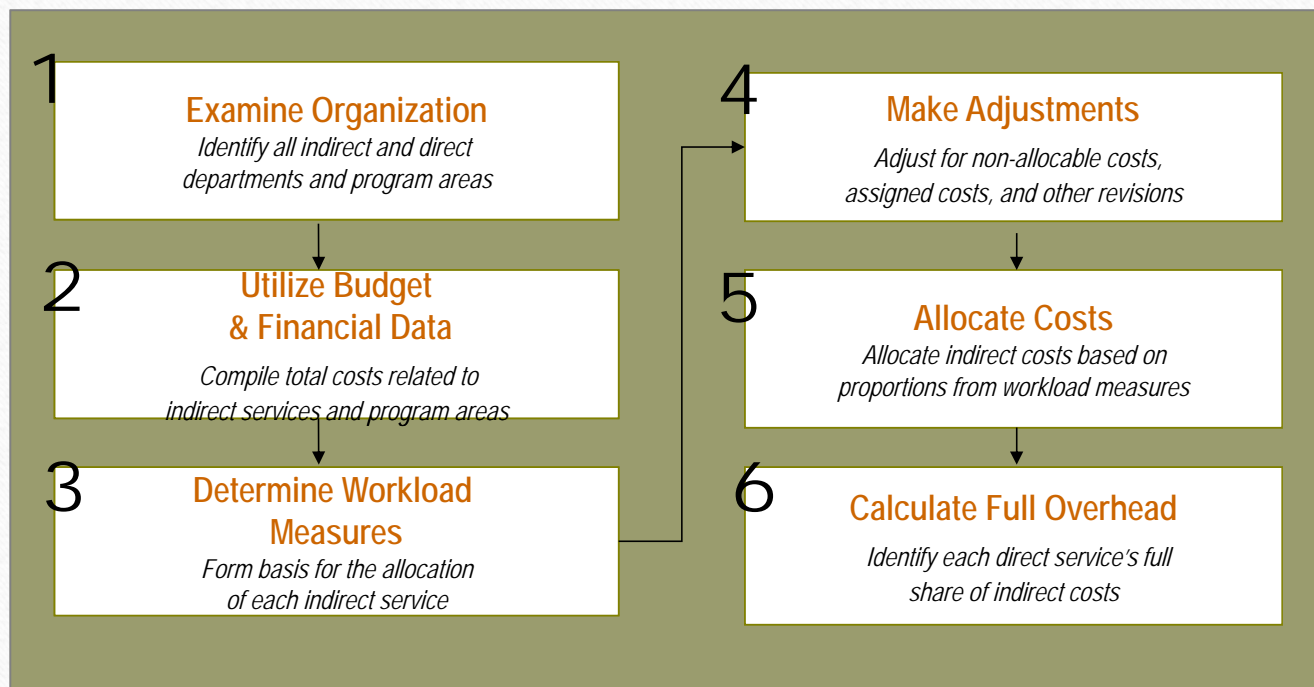 1
Examine Organization
Identify all indirect and direct
departments and program areas
2
Utilize Budget
& Financial Data
Compile total costs related to
indirect services and program areas
3
Determine Workload
Measures
Form basis for the allocation
of each indirect service
4
Make Adjustments
Adjust for non-allocable costs,
assigned costs, and other revisions
5
Allocate Costs
Allocate indirect costs based on
proportions from workload measures
6
Calculate Full Overhead
Identify each direct service's full
share of indirect costs